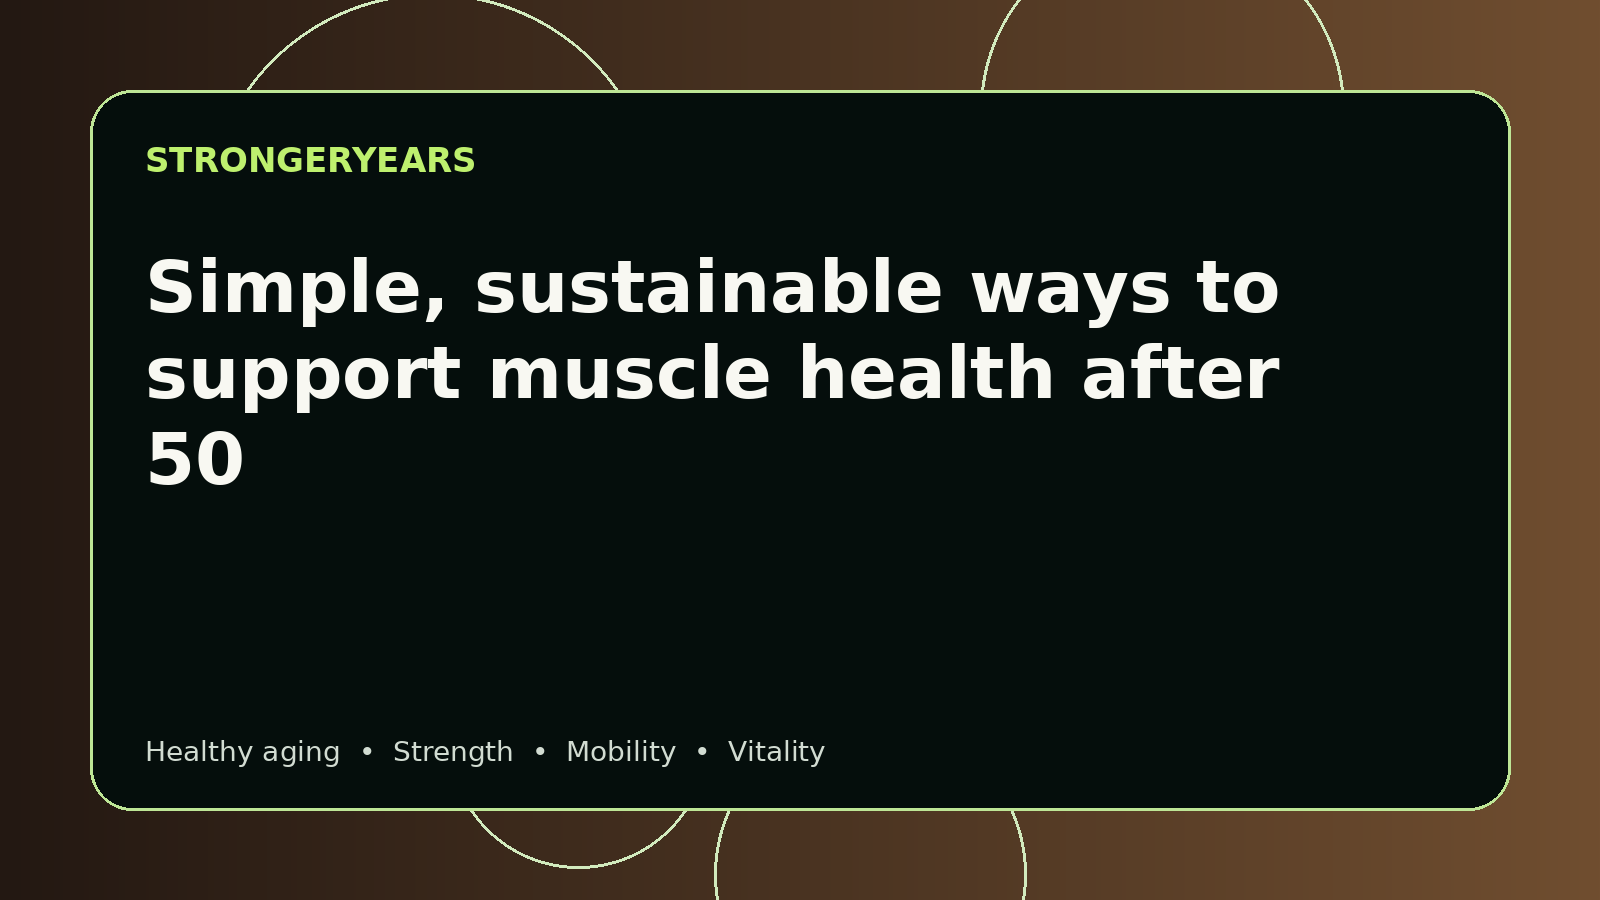 STRONGERYEARS
Simple, sustainable ways to
support muscle health after
50
Healthy aging • Strength • Mobility • Vitality